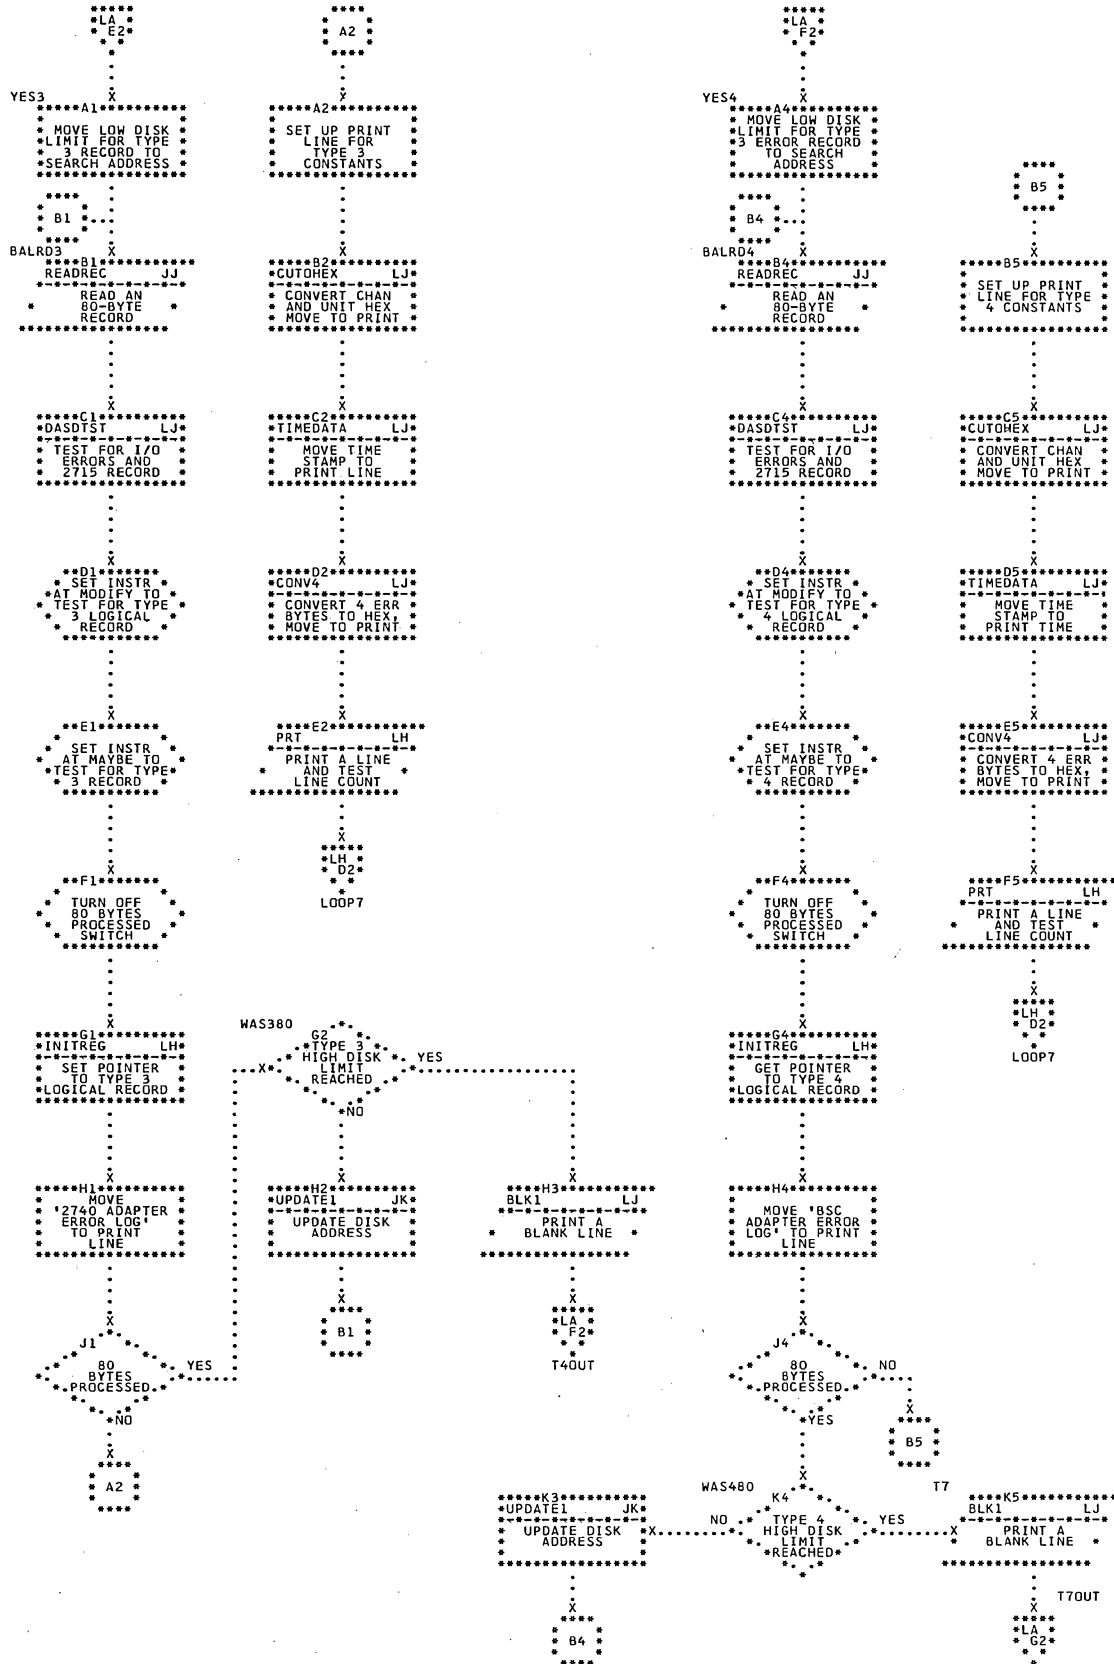 LA
E2
YES3
A1
MOVE LOW DISK
LIMIT FOR TYPE
3 RECORD TO
SEARCH ADDRESS
B1
BALRD3
B1
READREC JJ
READ AN
80-BYTE
RECORD
C1
DASDTST LJ
TEST FOR I/O
ERRORS AND
2715 RECORD
D1
SET INSTR
AT MODIFY TO
TEST FOR TYPE
3 LOGICAL
RECORD
E1
SET INSTR
AT MAYBE TO
TEST FOR TYPE
3 RECORD
F1
TURN OFF
80 BYTES
PROCESSED
SWITCH
G1
INITREG LH
SET POINTER
TO TYPE 3
LOGICAL RECORD
H1
MOVE
'2740 ADAPTER
ERROR LOG'
TO PRINT
LINE
J1
80
BYTES
PROCESSED
YES
NO
A2
A2
A2
SET UP PRINT
LINE FOR
TYPE 3
CONSTANTS
B2
CUTOHEX LJ
CONVERT CHAN
AND UNIT HEX
MOVE TO PRINT
C2
TIMEDATA LJ
MOVE TIME
STAMP TO
PRINT LINE
D2
CONV4 LJ
CONVERT 4 ERR
BYTES TO HEX,
MOVE TO PRINT
E2
PRT LH
PRINT A LINE
AND TEST
LINE COUNT
LH
D2
LOOP7
WAS380
G2
TYPE 3
HIGH DISK
LIMIT
REACHED
YES
NO
H2
UPDATE1 JK
UPDATE DISK
ADDRESS
B1
H3
BLK1 LJ
PRINT A
BLANK LINE
LA
F2
T4OUT
LA
F2
YES4
A4
MOVE LOW DISK
LIMIT FOR TYPE
3 ERROR RECORD
TO SEARCH
ADDRESS
B4
BALRD4
B4
READREC JJ
READ AN
80-BYTE
RECORD
C4
DASDTST LJ
TEST FOR I/O
ERRORS AND
2715 RECORD
D4
SET INSTR
AT MODIFY TO
TEST FOR TYPE
4 LOGICAL
RECORD
E4
SET INSTR
AT MAYBE TO
TEST FOR TYPE
4 RECORD
F4
TURN OFF
80 BYTES
PROCESSED
SWITCH
G4
INITREG LH
GET POINTER
TO TYPE 4
LOGICAL RECORD
H4
MOVE 'BSC
ADAPTER ERROR
LOG' TO PRINT
LINE
J4
80
BYTES
PROCESSED
NO
YES
B5
WAS480
K4
TYPE 4
HIGH DISK
LIMIT
REACHED
NO
YES
K3
UPDATE1 JK
UPDATE DISK
ADDRESS
B4
B5
B5
SET UP PRINT
LINE FOR TYPE
4 CONSTANTS
C5
CUTOHEX LJ
CONVERT CHAN
AND UNIT HEX
MOVE TO PRINT
D5
TIMEDATA LJ
MOVE TIME
STAMP TO
PRINT TIME
E5
CONV4 LJ
CONVERT 4 ERR
BYTES TO HEX,
MOVE TO PRINT
F5
PRT LH
PRINT A LINE
AND TEST
LINE COUNT
LH
D2
LOOP7
T7
K5
BLK1 LJ
PRINT A
BLANK LINE
T7OUT
LA
G2